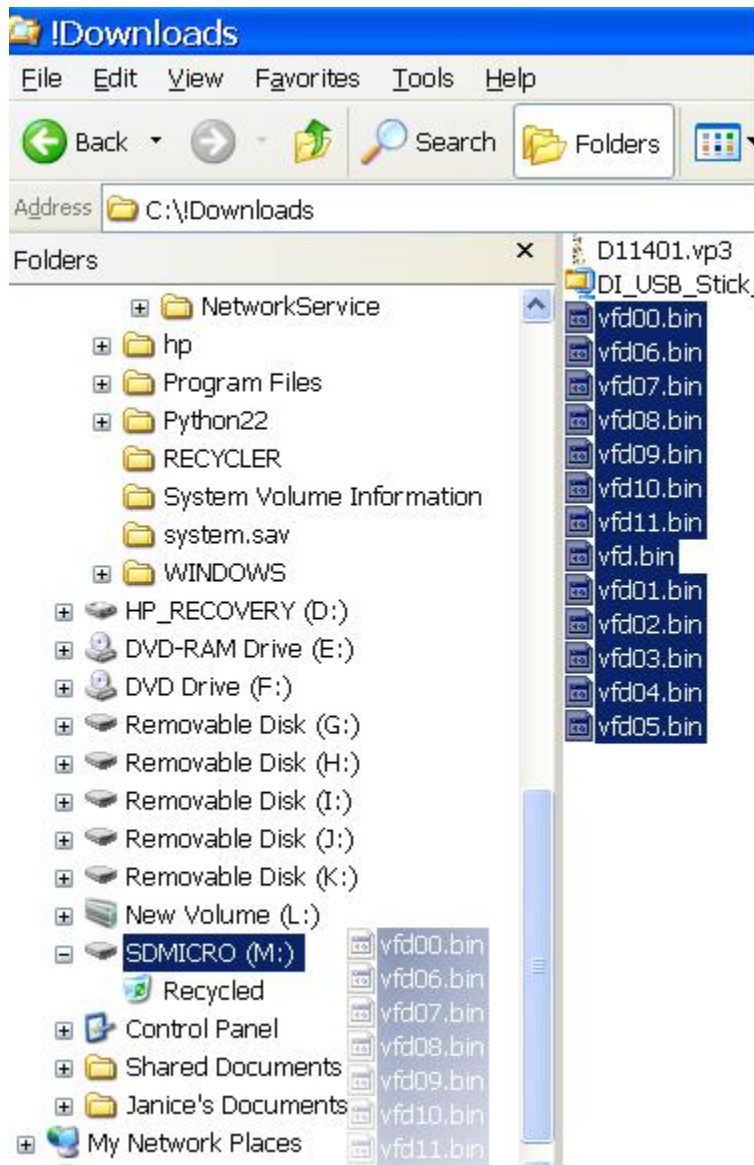 !Downloads
File Edit View Favorites Tools Help
Back Search Folders
Address C:\!Downloads
Folders
NetworkService
hp
Program Files
Python22
RECYCLER
System Volume Information
system.sav
WINDOWS
HP_RECOVERY (D:)
DVD-RAM Drive (E:)
DVD Drive (F:)
Removable Disk (G:)
Removable Disk (H:)
Removable Disk (I:)
Removable Disk (J:)
Removable Disk (K:)
New Volume (L:)
SDMICRO (M:)
Recycled
Control Panel
Shared Documents
Janice's Documents
My Network Places
D11401.vp3
DI_USB_Stick_
vfd00.bin
vfd06.bin
vfd07.bin
vfd08.bin
vfd09.bin
vfd10.bin
vfd11.bin
vfd.bin
vfd01.bin
vfd02.bin
vfd03.bin
vfd04.bin
vfd05.bin
vfd00.bin
vfd06.bin
vfd07.bin
vfd08.bin
vfd09.bin
vfd10.bin
vfd11.bin